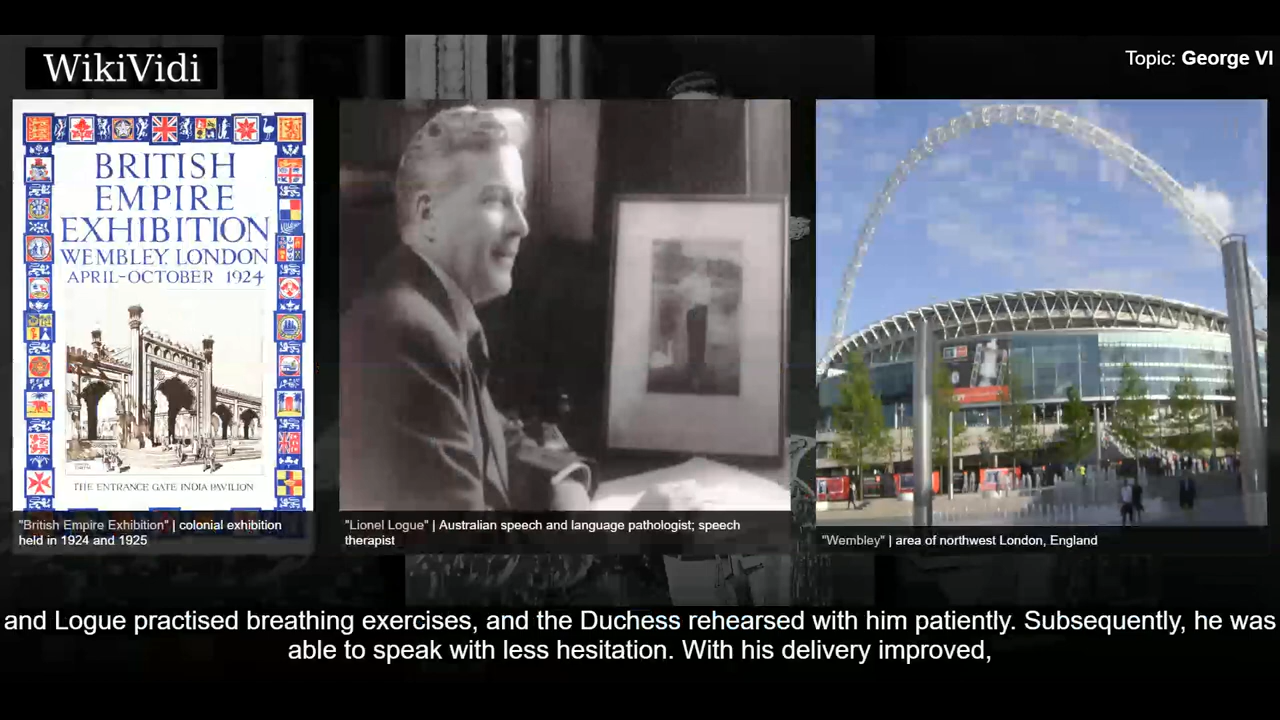 WikiVidi
Topic: George VI
BRITISH
EMPIRE
EXHIBITION
WEMBLEY, LONDON
APRIL-OCTOBER 1924
THE ENTRANCE GATE INDIA PAVILION
"British Empire Exhibition" | colonial exhibition
held in 1924 and 1925
"Lionel Logue" | Australian speech and language pathologist; speech
therapist
"Wembley" | area of northwest London, England
and Logue practised breathing exercises, and the Duchess rehearsed with him patiently. Subsequently, he was
able to speak with less hesitation. With his delivery improved,